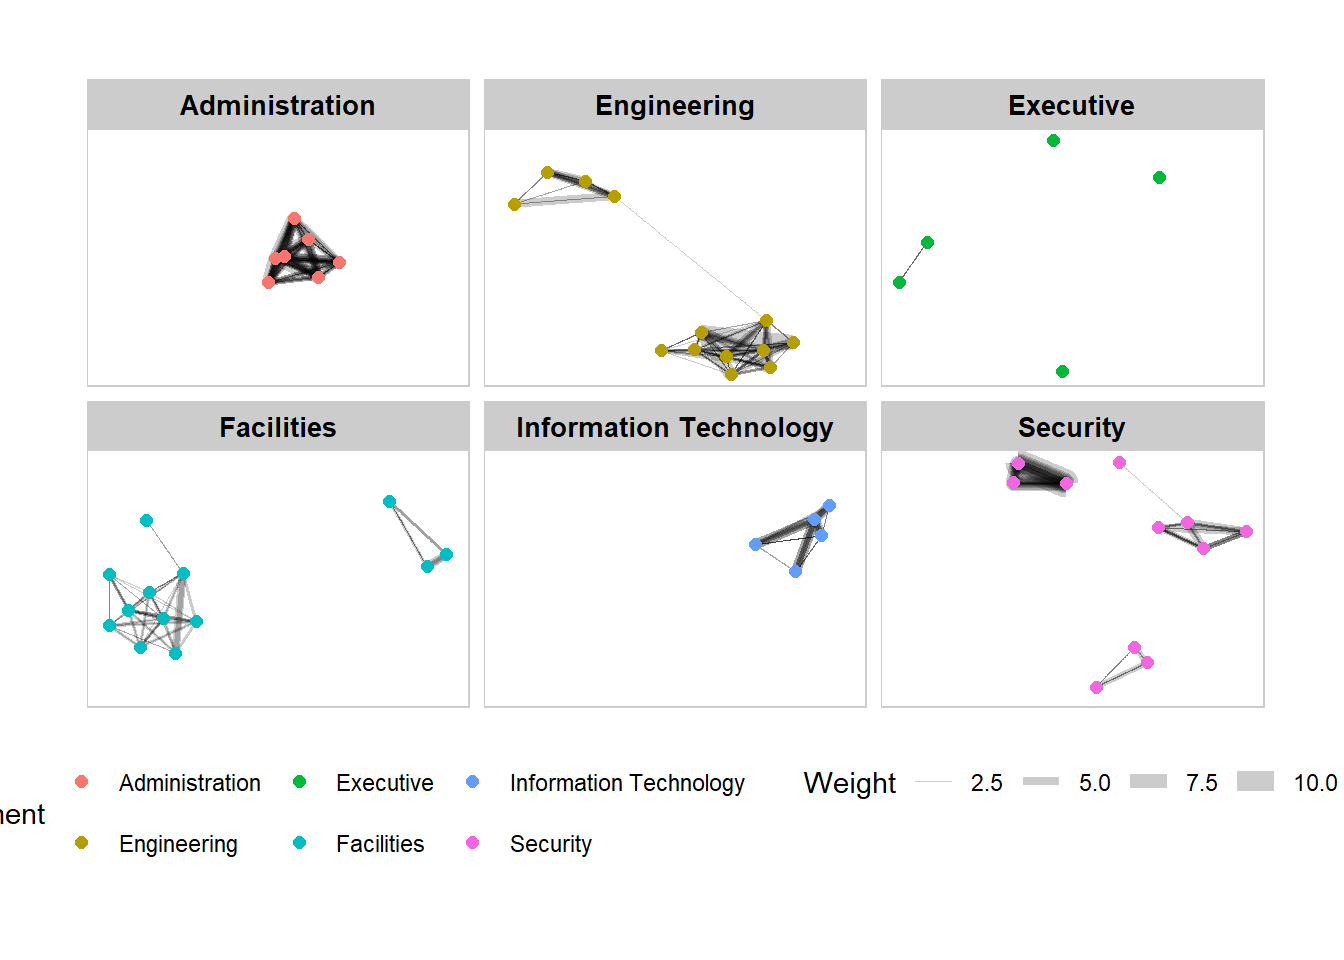 Administration Engineering Executive
Facilities Information Technology Security
Administration Executive Information Technology Weight 2.5 5.0 7.5 10.0
Engineering Facilities Security